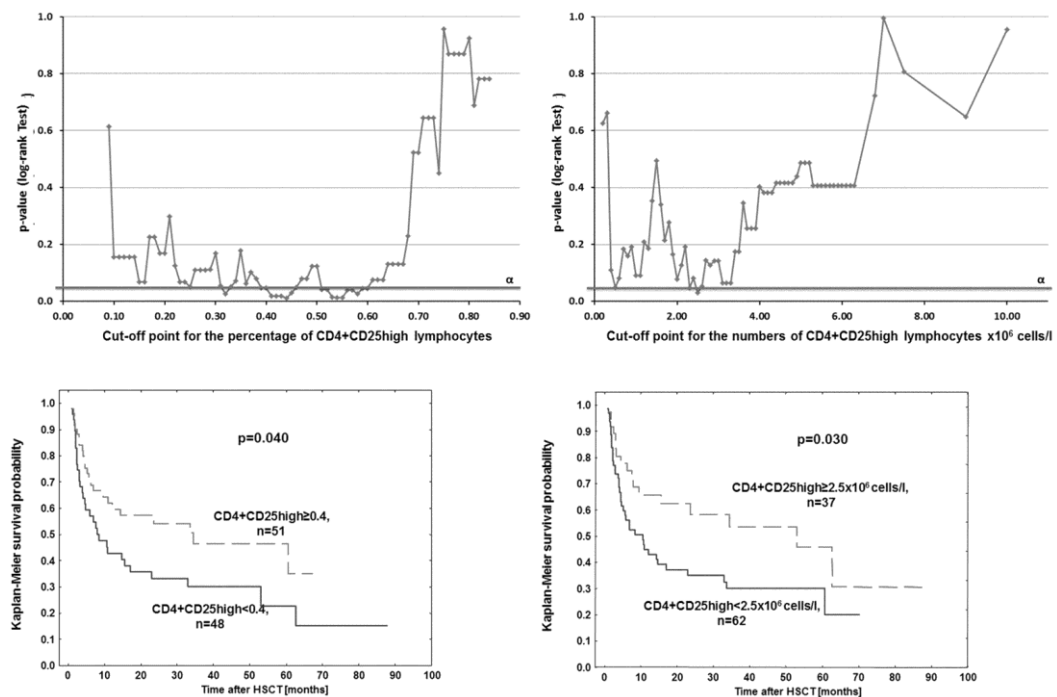 p-value (log-rank Test)
)
1.0
0.8
0.6
0.4
0.2
0.0
α
0.00 0.10 0.20 0.30 0.40 0.50 0.60 0.70 0.80 0.90
Cut-off point for the percentage of CD4+CD25high lymphocytes
p-value (log-rank Test)
)
1.0
0.8
0.6
0.4
0.2
0.0
α
0.00 2.00 4.00 6.00 8.00 10.00
Cut-off point for the numbers of CD4+CD25high lymphocytes x10⁶ cells/l
Kaplan-Meier survival probability
1.0
0.9
0.8
0.7
0.6
0.5
0.4
0.3
0.2
0.1
0.0
p=0.040
CD4+CD25high≥0.4,
n=51
CD4+CD25high<0.4,
n=48
0 10 20 30 40 50 60 70 80 90 100
Time after HSCT [months]
Kaplan-Meier survival probability
1.0
0.9
0.8
0.7
0.6
0.5
0.4
0.3
0.2
0.1
0.0
p=0.030
CD4+CD25high≥2.5x10⁶ cells/l,
n=37
CD4+CD25high<2.5x10⁶ cells/l,
n=62
0 10 20 30 40 50 60 70 80 90 100
Time after HSCT [months]